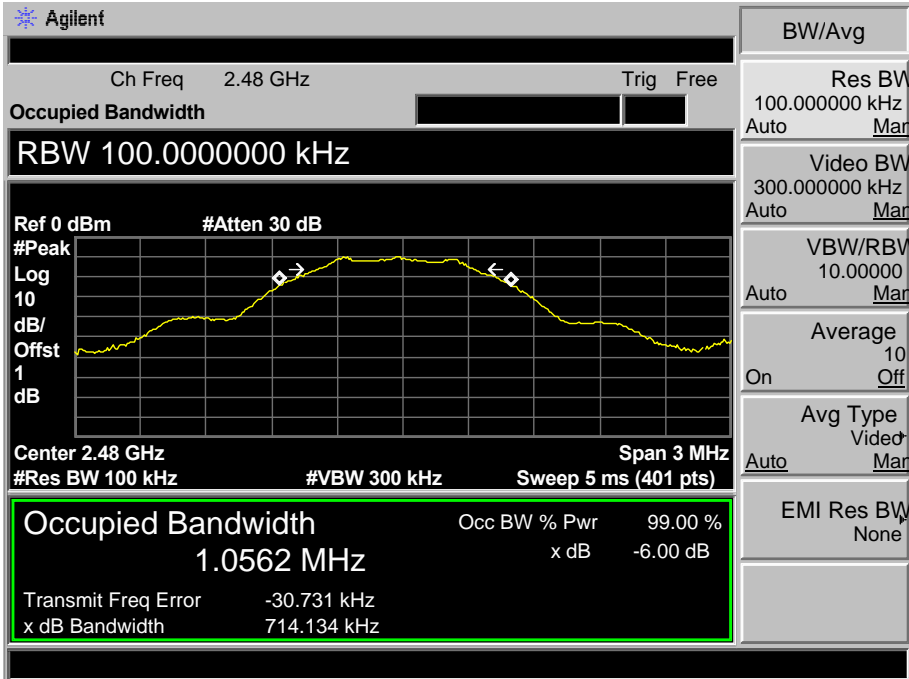 Agilent
BW/Avg
Ch Freq 2.48 GHz Trig Free
Occupied Bandwidth
RBW 100.0000000 kHz
Ref 0 dBm #Atten 30 dB
#Peak
Log
10
dB/
Offst
1
dB
Center 2.48 GHz Span 3 MHz
#Res BW 100 kHz #VBW 300 kHz Sweep 5 ms (401 pts)
Occupied Bandwidth
1.0562 MHz
Occ BW % Pwr 99.00 %
x dB -6.00 dB
Transmit Freq Error -30.731 kHz
x dB Bandwidth 714.134 kHz
Res BW
100.000000 kHz
Auto Man
Video BW
300.000000 kHz
Auto Man
VBW/RBW
10.00000
Auto Man
Average
10
On Off
Avg Type
Video
Auto Man
EMI Res BW
None